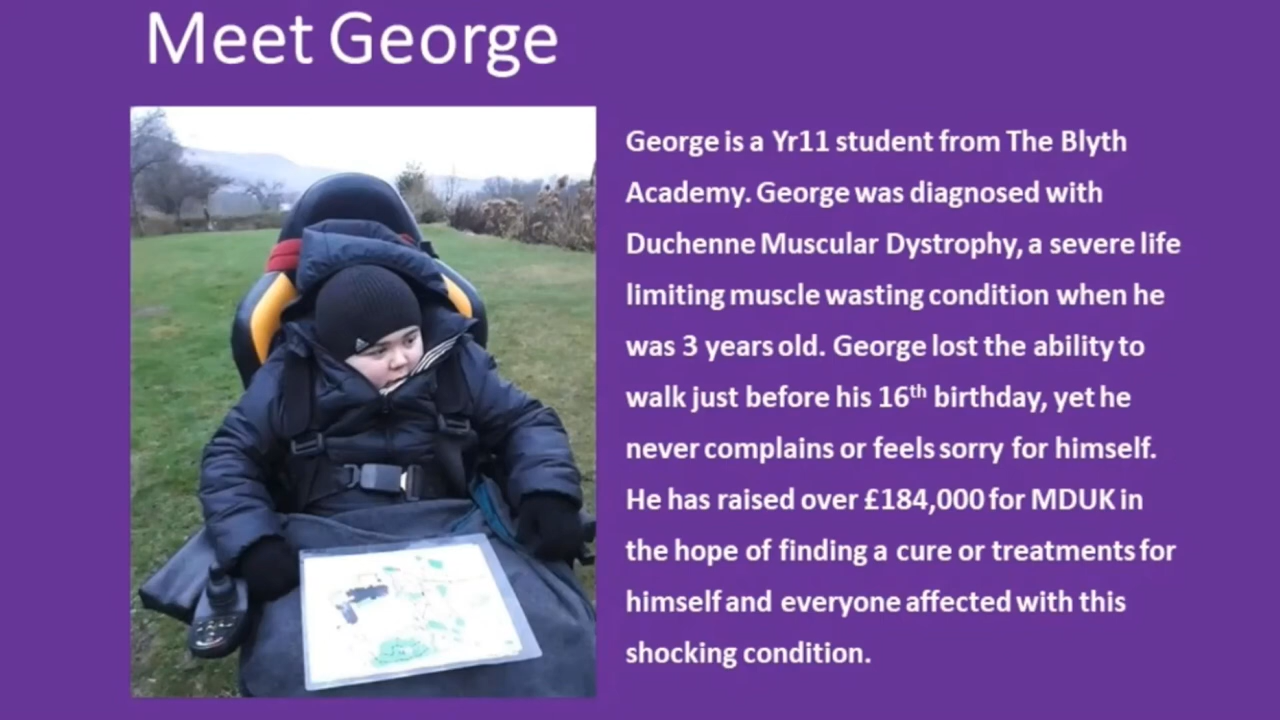 Meet George
George is a Yr11 student from The Blyth
Academy. George was diagnosed with
Duchenne Muscular Dystrophy, a severe life
limiting muscle wasting condition when he
was 3 years old. George lost the ability to
walk just before his 16th birthday, yet he
never complains or feels sorry for himself.
He has raised over £184,000 for MDUK in
the hope of finding a cure or treatments for
himself and everyone affected with this
shocking condition.